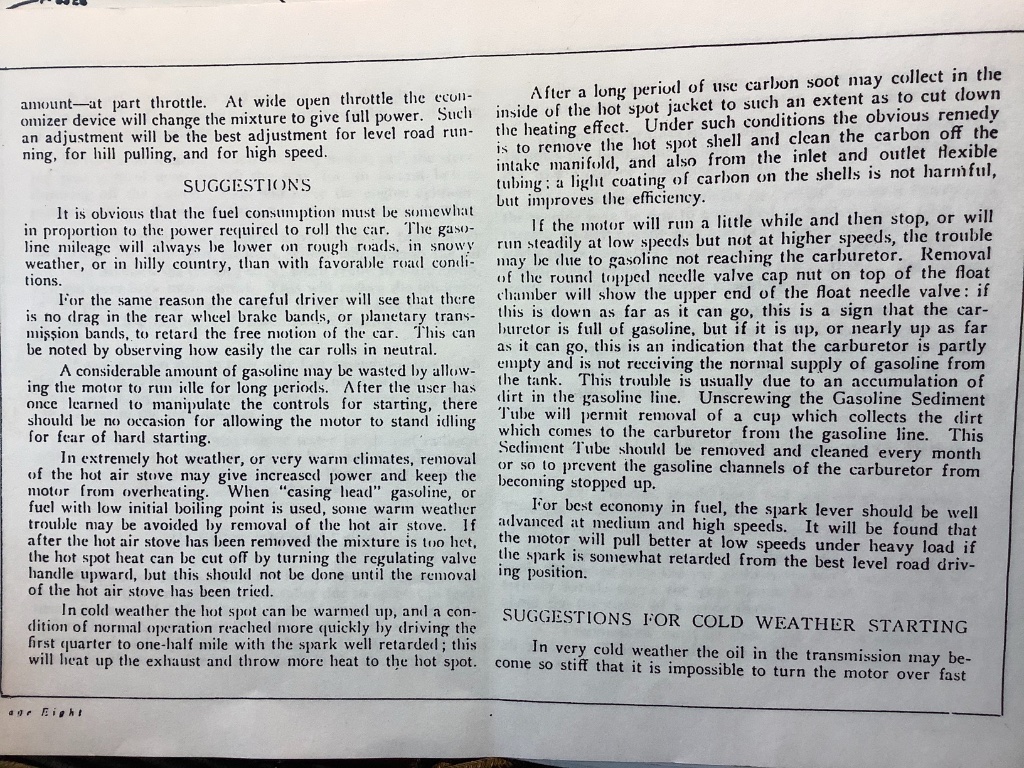 amount—at part throttle. At wide open throttle the econ-
omizer device will change the mixture to give full power. Such
an adjustment will be the best adjustment for level road run-
ning, for hill pulling, and for high speed.
SUGGESTIONS
It is obvious that the fuel consumption must be somewhat
in proportion to the power required to roll the car. The gaso-
line mileage will always be lower on rough roads, in snowy
weather, or in hilly country, than with favorable road condi-
tions.
For the same reason the careful driver will see that there
is no drag in the rear wheel brake bands, or planetary trans-
mission bands, to retard the free motion of the car. This can
be noted by observing how easily the car rolls in neutral.
A considerable amount of gasoline may be wasted by allow-
ing the motor to run idle for long periods. After the user has
once learned to manipulate the controls for starting, there
should be no occasion for allowing the motor to stand idling
for fear of hard starting.
In extremely hot weather, or very warm climates, removal
of the hot air stove may give increased power and keep the
motor from overheating. When "casing head" gasoline, or
fuel with low initial boiling point is used, some warm weather
trouble may be avoided by removal of the hot air stove. If
after the hot air stove has been removed the mixture is too hot,
the hot spot heat can be cut off by turning the regulating valve
handle upward, but this should not be done until the removal
of the hot air stove has been tried.
In cold weather the hot spot can be warmed up, and a con-
dition of normal operation reached more quickly by driving the
first quarter to one-half mile with the spark well retarded; this
will heat up the exhaust and throw more heat to the hot spot.
After a long period of use carbon soot may collect in the
inside of the hot spot jacket to such an extent as to cut down
the heating effect. Under such conditions the obvious remedy
is to remove the hot spot shell and clean the carbon off the
intake manifold, and also from the inlet and outlet flexible
tubing; a light coating of carbon on the shells is not harmful,
but improves the efficiency.
If the motor will run a little while and then stop, or will
run steadily at low speeds but not at higher speeds, the trouble
may be due to gasoline not reaching the carburetor. Removal
of the round topped needle valve cap nut on top of the float
chamber will show the upper end of the float needle valve: if
this is down as far as it can go, this is a sign that the car-
buretor is full of gasoline, but if it is up, or nearly up as far
as it can go, this is an indication that the carburetor is partly
empty and is not receiving the normal supply of gasoline from
the tank. This trouble is usually due to an accumulation of
dirt in the gasoline line. Unscrewing the Gasoline Sediment
Tube will permit removal of a cup which collects the dirt
which comes to the carburetor from the gasoline line. This
Sediment Tube should be removed and cleaned every month
or so to prevent the gasoline channels of the carburetor from
becoming stopped up.
For best economy in fuel, the spark lever should be well
advanced at medium and high speeds. It will be found that
the motor will pull better at low speeds under heavy load if
the spark is somewhat retarded from the best level road driv-
ing position.
SUGGESTIONS FOR COLD WEATHER STARTING
In very cold weather the oil in the transmission may be-
come so stiff that it is impossible to turn the motor over fast
age Eight